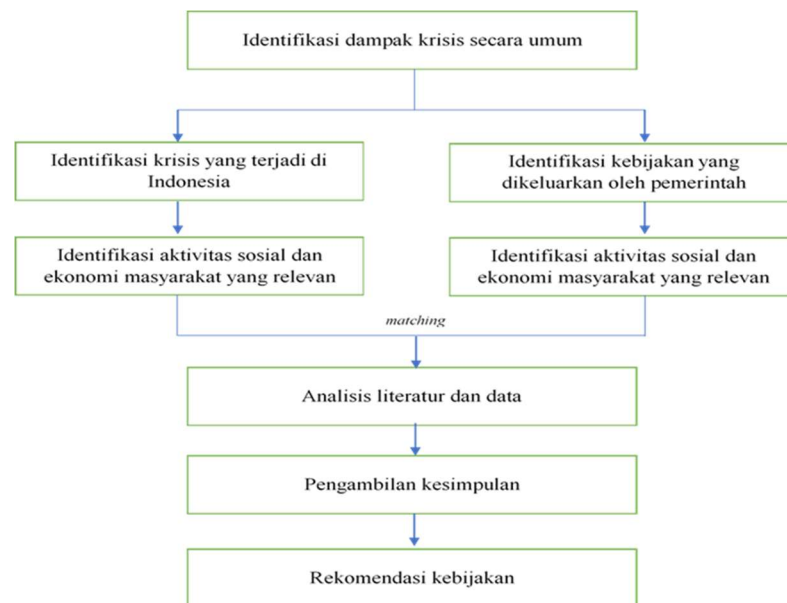 Identifikasi dampak krisis secara umum
Identifikasi krisis yang terjadi di
Indonesia
Identifikasi kebijakan yang
dikeluarkan oleh pemerintah
Identifikasi aktivitas sosial dan
ekonomi masyarakat yang relevan
Identifikasi aktivitas sosial dan
ekonomi masyarakat yang relevan
matching
Analisis literatur dan data
Pengambilan kesimpulan
Rekomendasi kebijakan